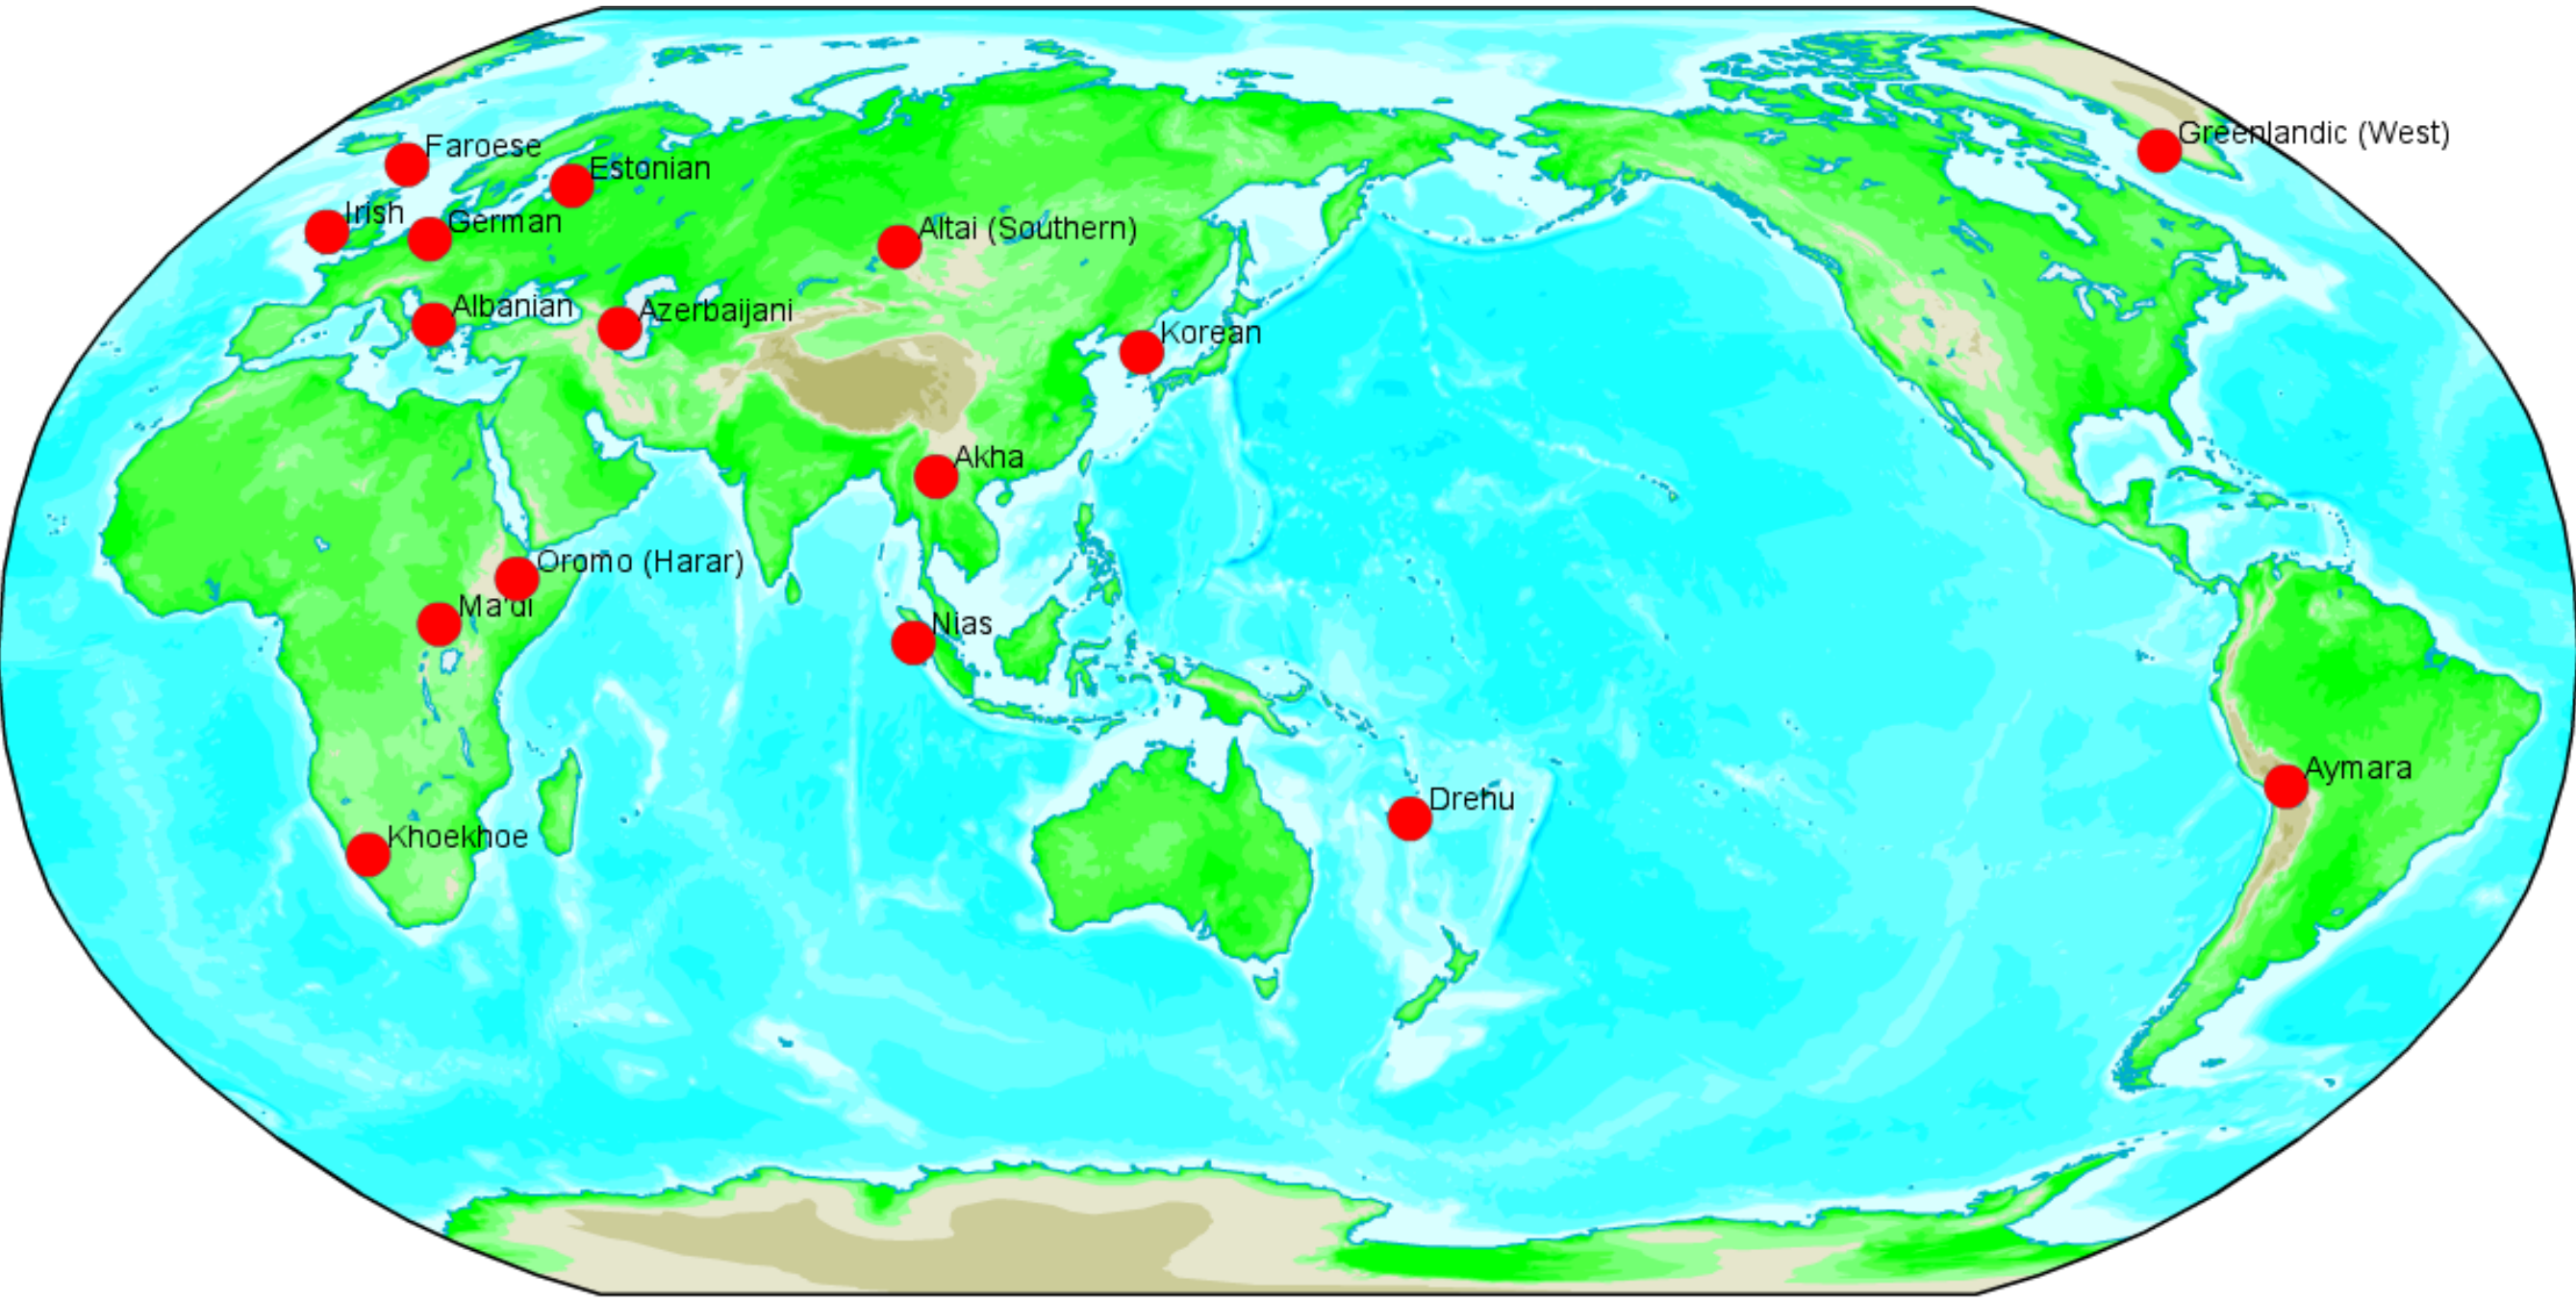 Greenlandic (West)
Faroese
Estonian
Irish
German
Altai (Southern)
Albanian
Azerbaijani
Korean
Akha
Oromo (Harar)
Ma'di
Nias
Aymara
Drehu
Khoekhoe